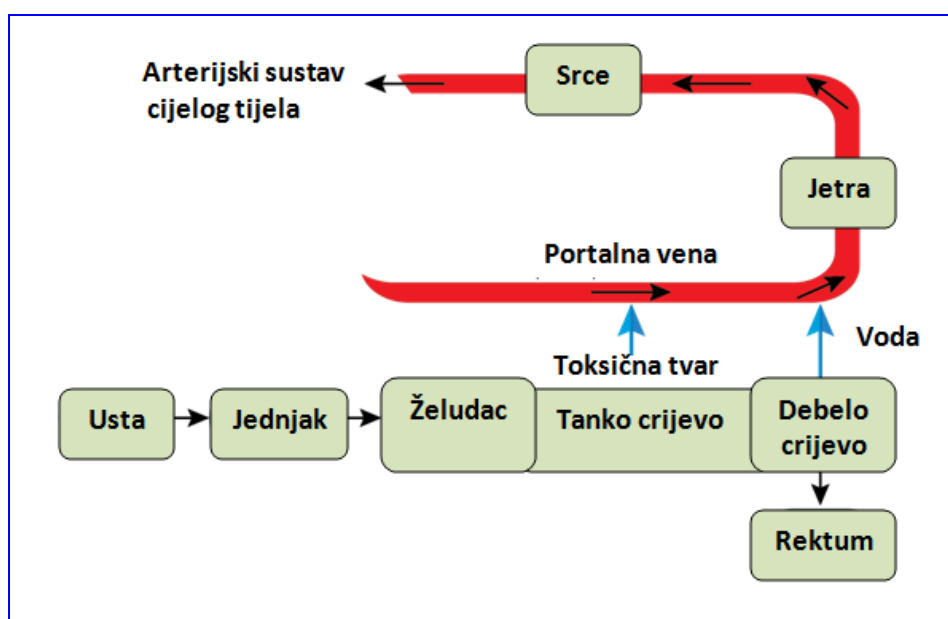 Arterijski sustav
cijelog tijela
Srce
Jetra
Portalna vena
Voda
Toksična tvar
Usta
Jednjak
Želudac
Tanko crijevo
Debelo
crijevo
Rektum